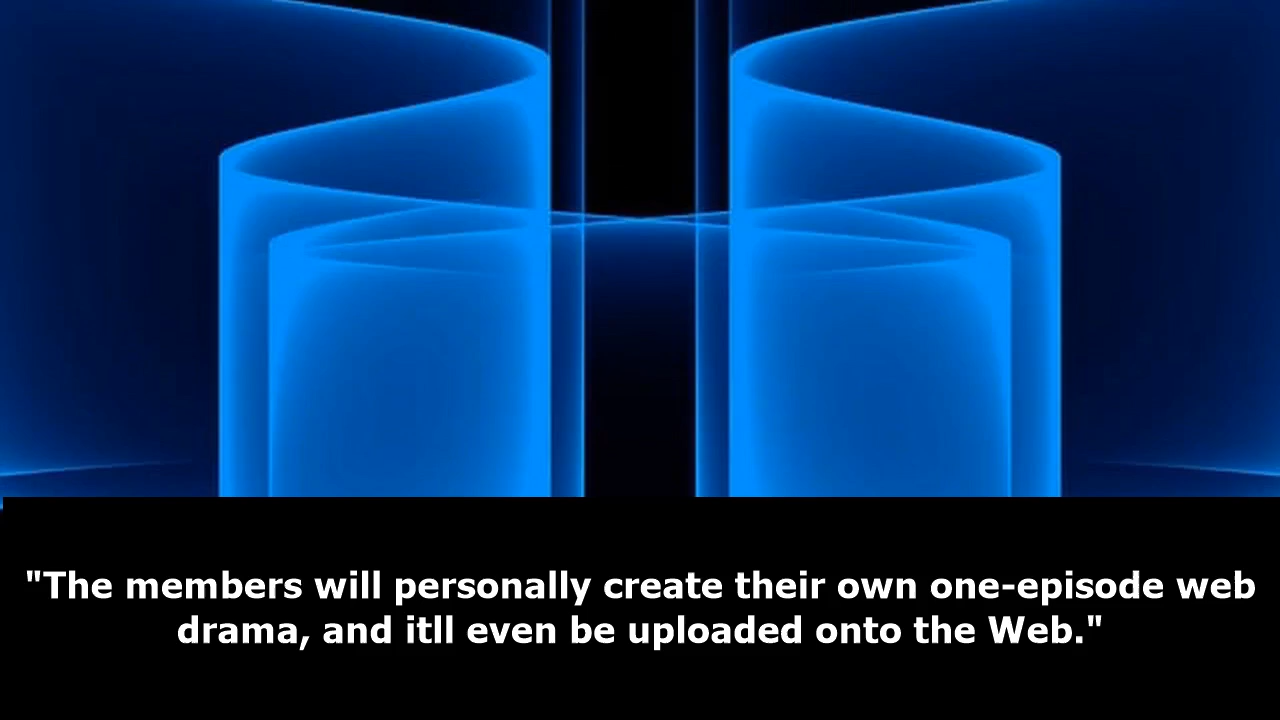 "The members will personally create their own one-episode web
drama, and itll even be uploaded onto the Web."